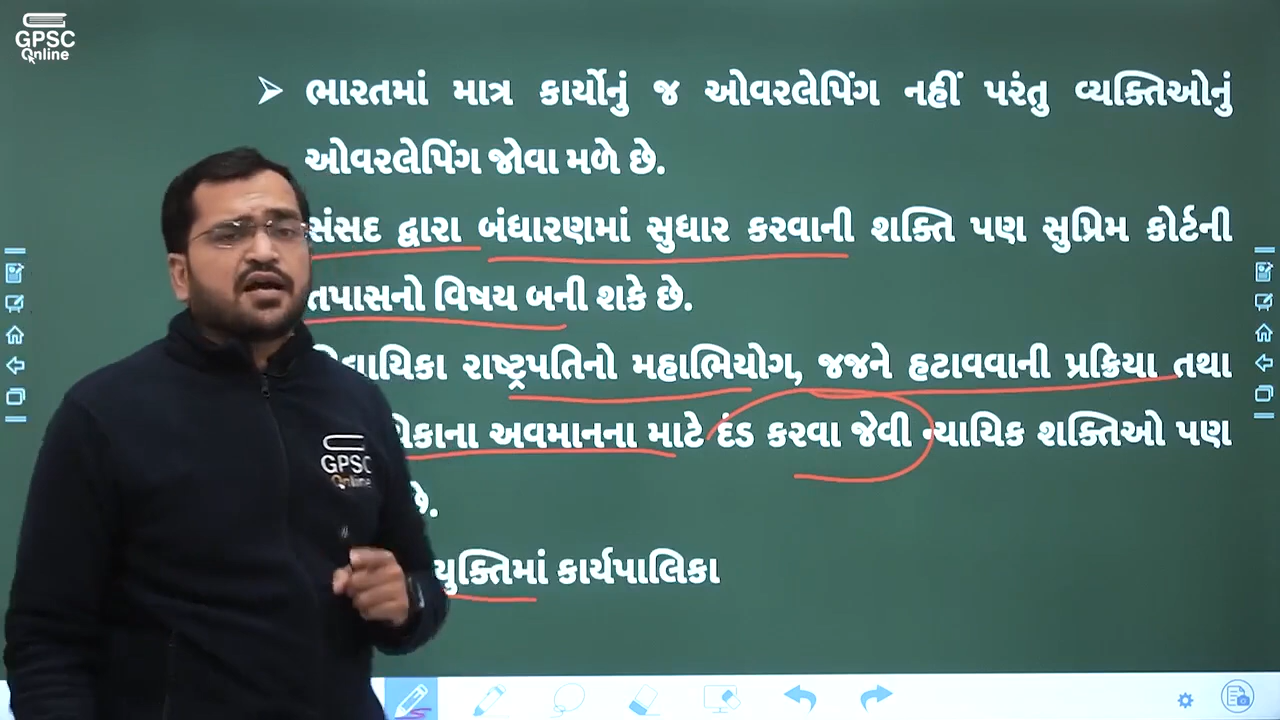 GPSC
Online
➢ ભારતમાં માત્ર કાર્યોનું જ ઓવરલેપિંગ નહીં પરંતુ વ્યક્તિઓનું
ઓવરલેપિંગ જોવા મળે છે.
સંસદ દ્વારા બંધારણમાં સુધાર કરવાની શક્તિ પણ સુપ્રિમ કોર્ટની
તપાસનો વિષય બની શકે છે.
રાષ્ટ્રપતિનો મહાભિયોગ, જજને હટાવવાની પ્રક્રિયા તથા
અવમાનના માટે દંડ કરવા જેવી ન્યાયિક શક્તિઓ પણ
છે.
કાર્યપાલિકા
GPSC
Online